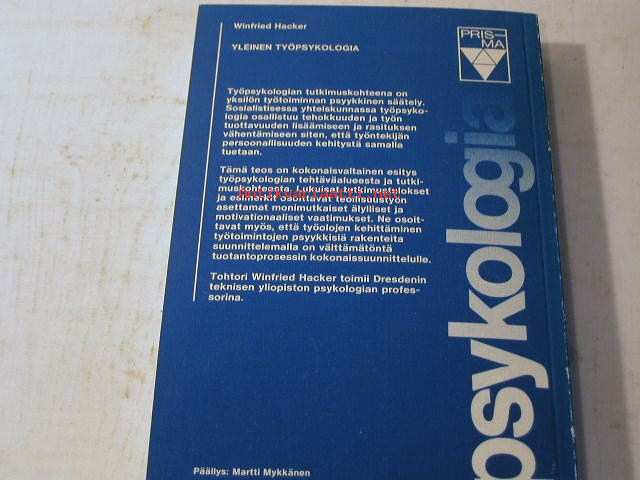 Winfried Hacker
YLEINEN TYÖPSYKOLOGIA
PRIS
MA
Työpsykologian tutkimuskohteena on
yksilön työtoiminnan psyykkinen säätely.
Sosialistisessa yhteiskunnassa työpsyko-
logia osallistuu tehokkuuden ja työn
tuottavuuden lisäämiseen ja rasituksen
vähentämiseen siten, että työntekijän
persoonallisuuden kehitystä samalla
tuetaan.
Tämä teos on kokonaisvaltainen esitys
työpsykologian tehtäväalueesta ja tutki-
muskohteesta. Lukuiset tutkimustulokset
ja esimerkit osoittavat teollisuustyön
asettamat monimutkaiset älylliset ja
motivationaaliset vaatimukset. Ne osoit-
tavat myös, että työolojen kehittäminen
työtoimintojen psyykkisiä rakenteita
suunnittelemalla on välttämätöntä
tuotantoprosessin kokonaissuunnittelulle.
Tohtori Winfried Hacker toimii Dresdenin
teknisen yliopiston psykologian profes-
sorina.
psykologia
Päällys: Martti Mykkänen